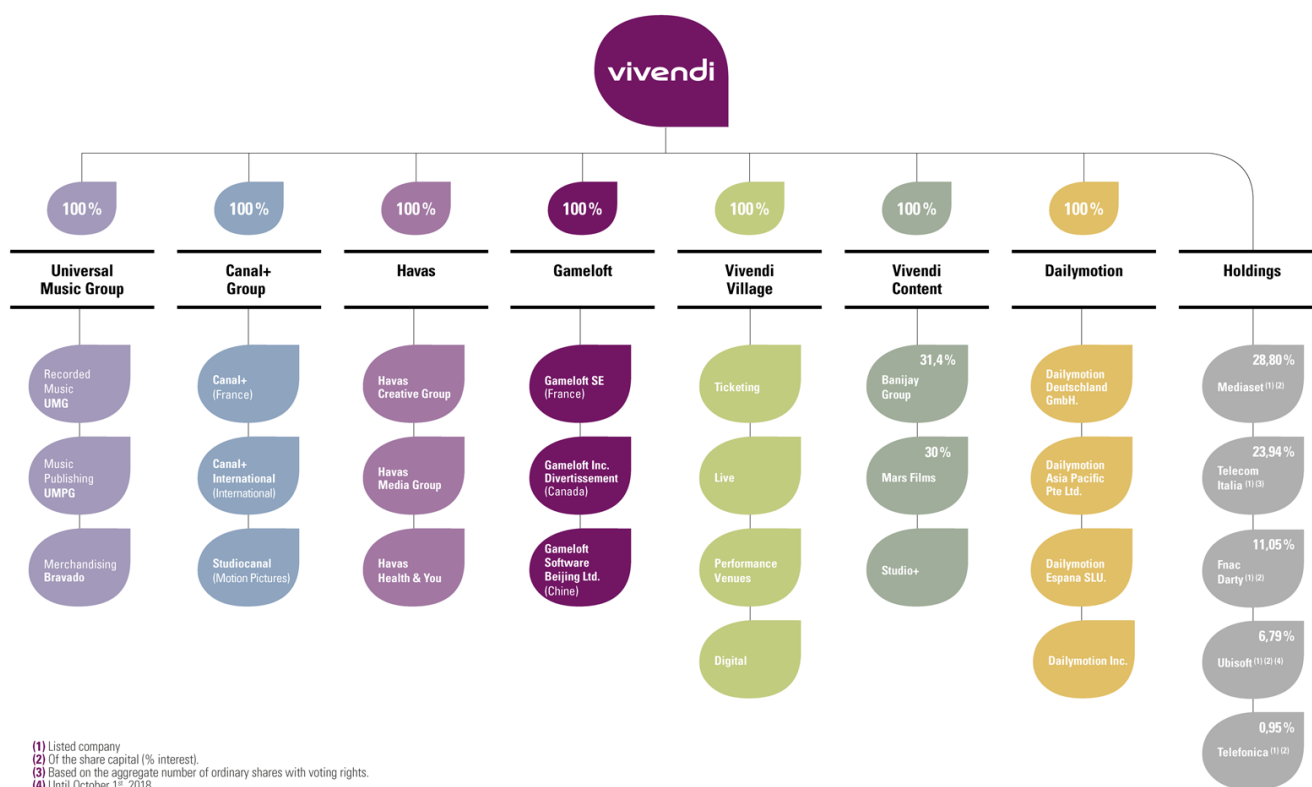 vivendi
100 %
100 %
100 %
100 %
100 %
100 %
100 %
Universal
Music Group
Recorded
Music
UMG
Music
Publishing
UMPG
Merchandising
Bravado
Canal+
Group
Canal+
(France)
Canal+
International
(International)
Studiocanal
(Motion Pictures)
Havas
Havas
Creative Group
Havas
Media Group
Havas
Health & You
Gameloft
Gameloft SE
(France)
Gameloft Inc.
Divertissement
(Canada)
Gameloft
Software
Beijing Ltd.
(Chine)
Vivendi
Village
Ticketing
Live
Performance
Venues
Digital
Vivendi
Content
31,4 %
Banijay
Group
30 %
Mars Films
Studio+
Dailymotion
Dailymotion
Deutschland
GmbH.
Dailymotion
Asia Pacific
Pte Ltd.
Dailymotion
Espana SLU.
Dailymotion Inc.
Holdings
28,80 %
Mediaset (1) (2)
23,94 %
Telecom
Italia (1) (3)
11,05 %
Fnac
Darty (1) (2)
6,79 %
Ubisoft (1) (2) (4)
0,95 %
Telefonica (1) (2)
(1) Listed company
(2) Of the share capital (% interest).
(3) Based on the aggregate number of ordinary shares with voting rights.
(4) Until October 1st, 2018